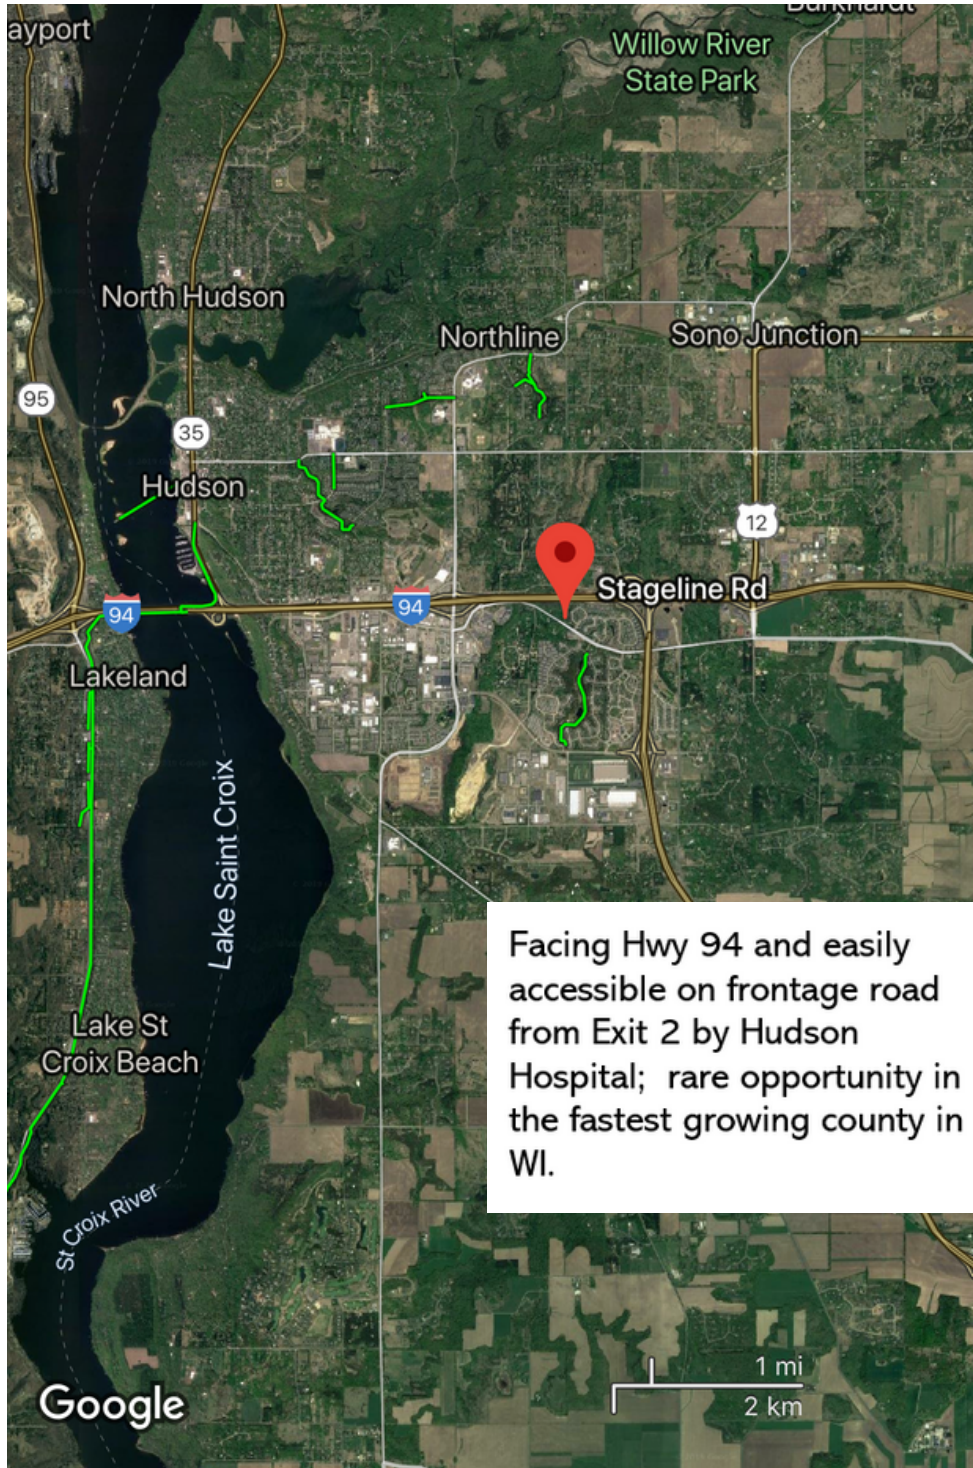 ayport
Burkhardt
Willow River
State Park
North Hudson
Northline
Sono Junction
95
35
Hudson
12
Stageline Rd
94
94
Lakeland
Lake Saint Croix
Facing Hwy 94 and easily
accessible on frontage road
from Exit 2 by Hudson
Hospital;  rare opportunity in
the fastest growing county in
WI.
Lake St
Croix Beach
St Croix River
1 mi
2 km
Google